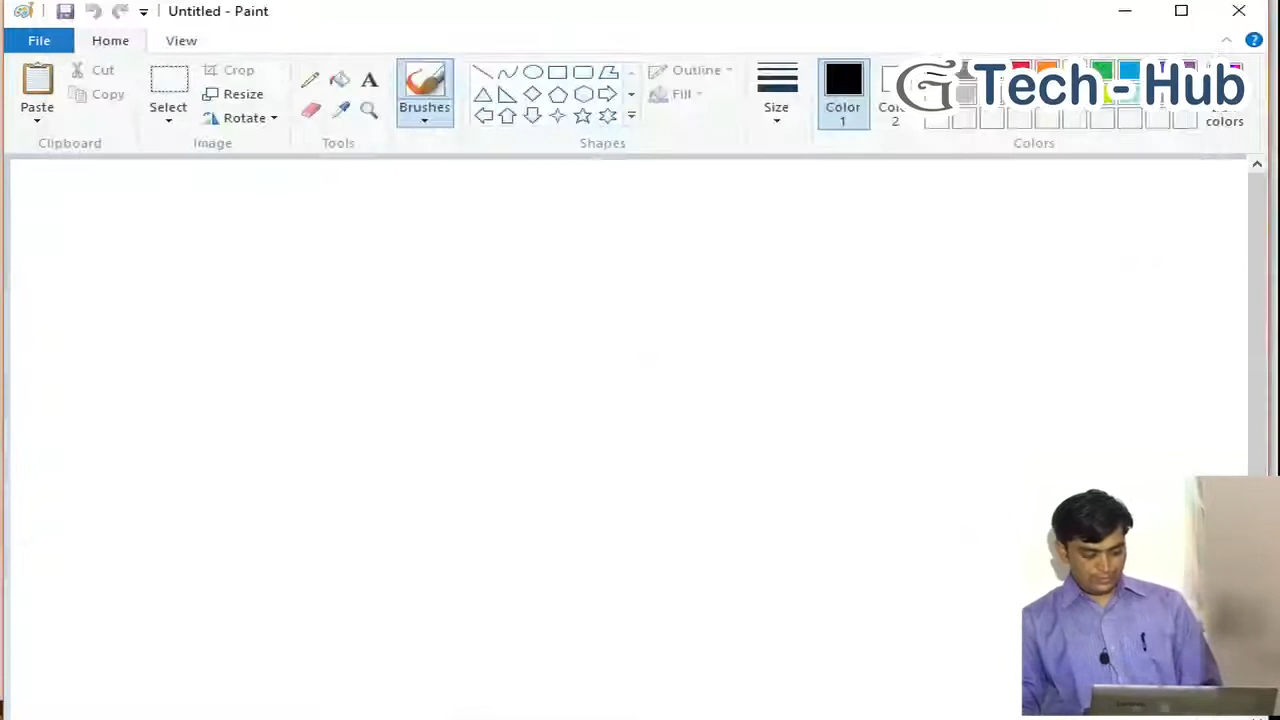 Untitled - Paint
File
Home
View
Paste
Cut
Copy
Clipboard
Select
Crop
Resize
Rotate
Image
A
Tools
Brushes
Outline
Fill
Shapes
Size
Color
1
2
colors
Colors
G Tech - Hub